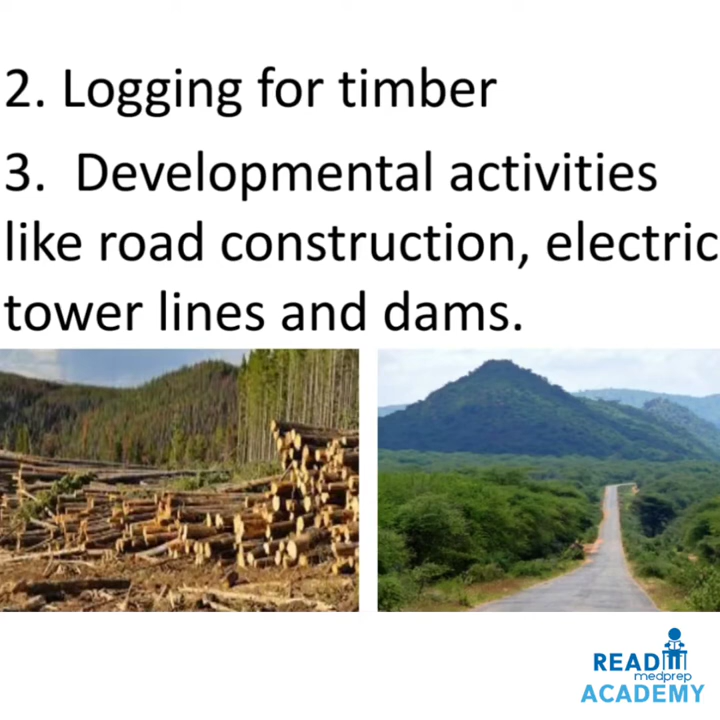 2. Logging for timber
3. Developmental activities
like road construction, electric
tower lines and dams.
READ
medprep
ACADEMY